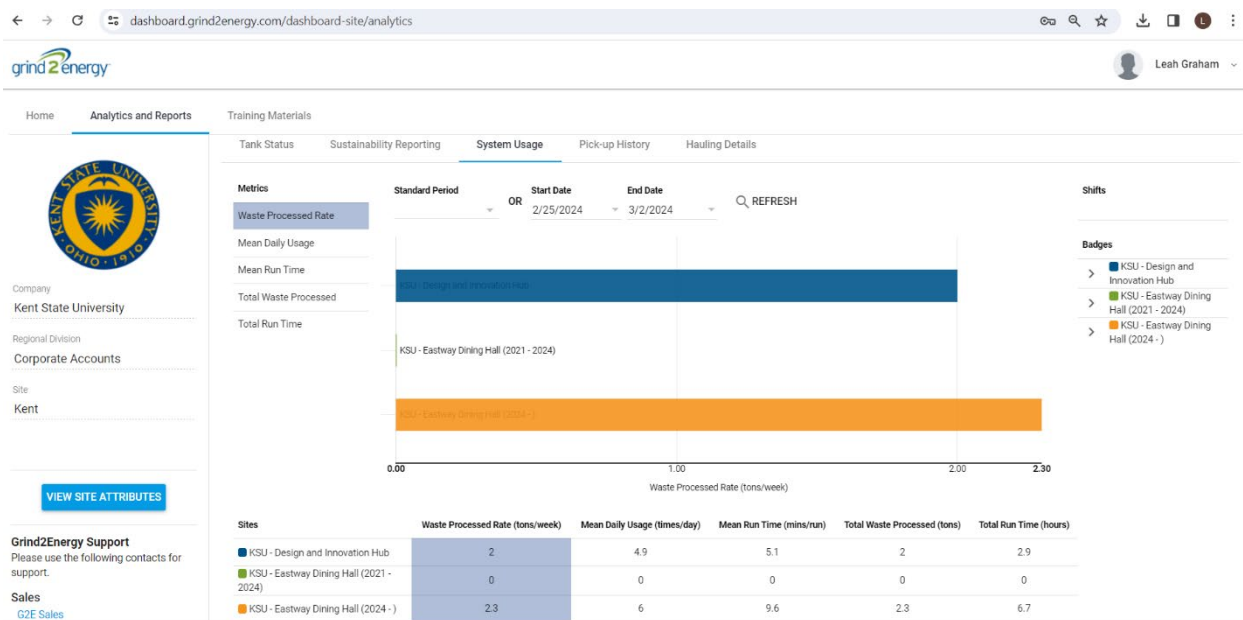 dashboard.grind2energy.com/dashboard-site/analytics
L
grind2energy
Leah Graham
Home Analytics and Reports Training Materials
Tank Status Sustainability Reporting System Usage Pick-up History Hauling Details
KENT STATE UNIVERSITY
OHIO · 1910
Company
Kent State University
Regional Division
Corporate Accounts
Site
Kent
VIEW SITE ATTRIBUTES
Grind2Energy Support
Please use the following contacts for
support.
Sales
G2E Sales
Metrics
Waste Processed Rate
Mean Daily Usage
Mean Run Time
Total Waste Processed
Total Run Time
Standard Period OR Start Date End Date
2/25/2024 3/2/2024 REFRESH
KSU - Design and Innovation Hub
KSU - Eastway Dining Hall (2021 - 2024)
KSU - Eastway Dining Hall (2024 - )
0.00 1.00 2.00 2.30
Waste Processed Rate (tons/week)
Shifts
Badges
KSU - Design and
Innovation Hub
KSU - Eastway Dining
Hall (2021 - 2024)
KSU - Eastway Dining
Hall (2024 - )
Sites Waste Processed Rate (tons/week) Mean Daily Usage (times/day) Mean Run Time (mins/run) Total Waste Processed (tons) Total Run Time (hours)
KSU - Design and Innovation Hub 2 4.9 5.1 2 2.9
KSU - Eastway Dining Hall (2021 -
2024) 0 0 0 0 0
KSU - Eastway Dining Hall (2024 - ) 2.3 6 9.6 2.3 6.7